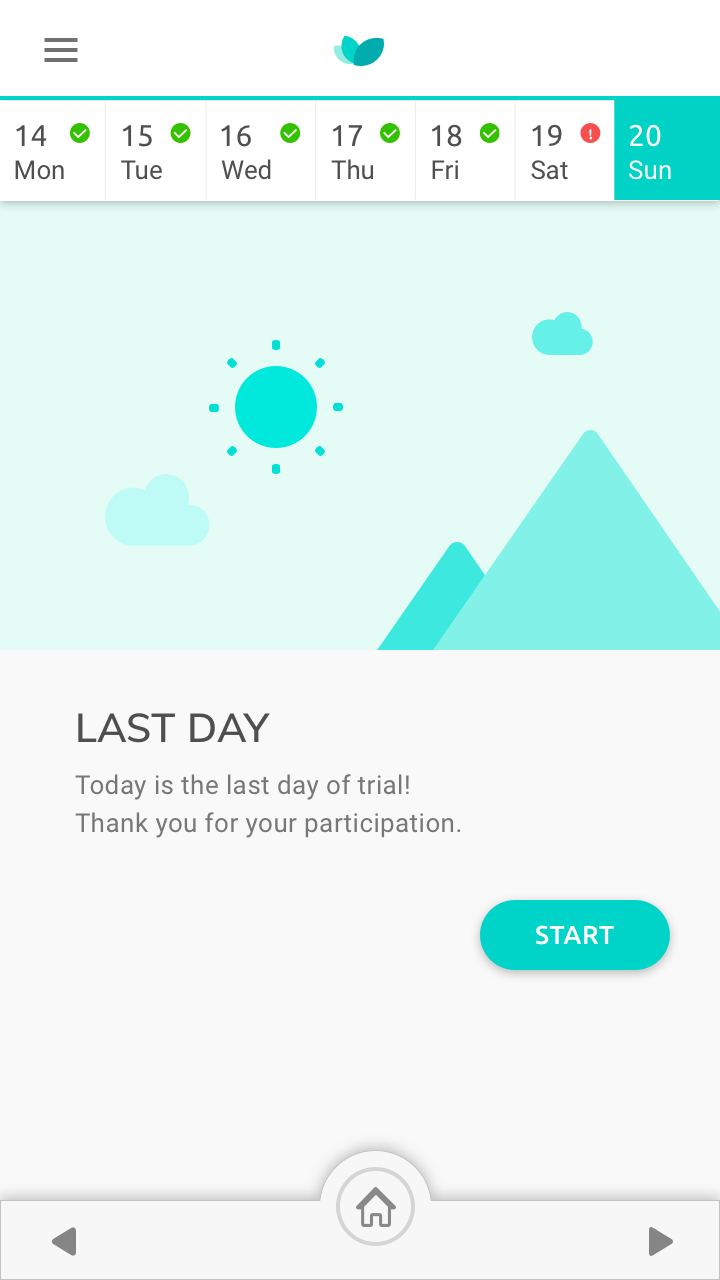 14 15 16 17 18 19 20
Mon Tue Wed Thu Fri Sat Sun
LAST DAY
Today is the last day of trial!
Thank you for your participation.
START